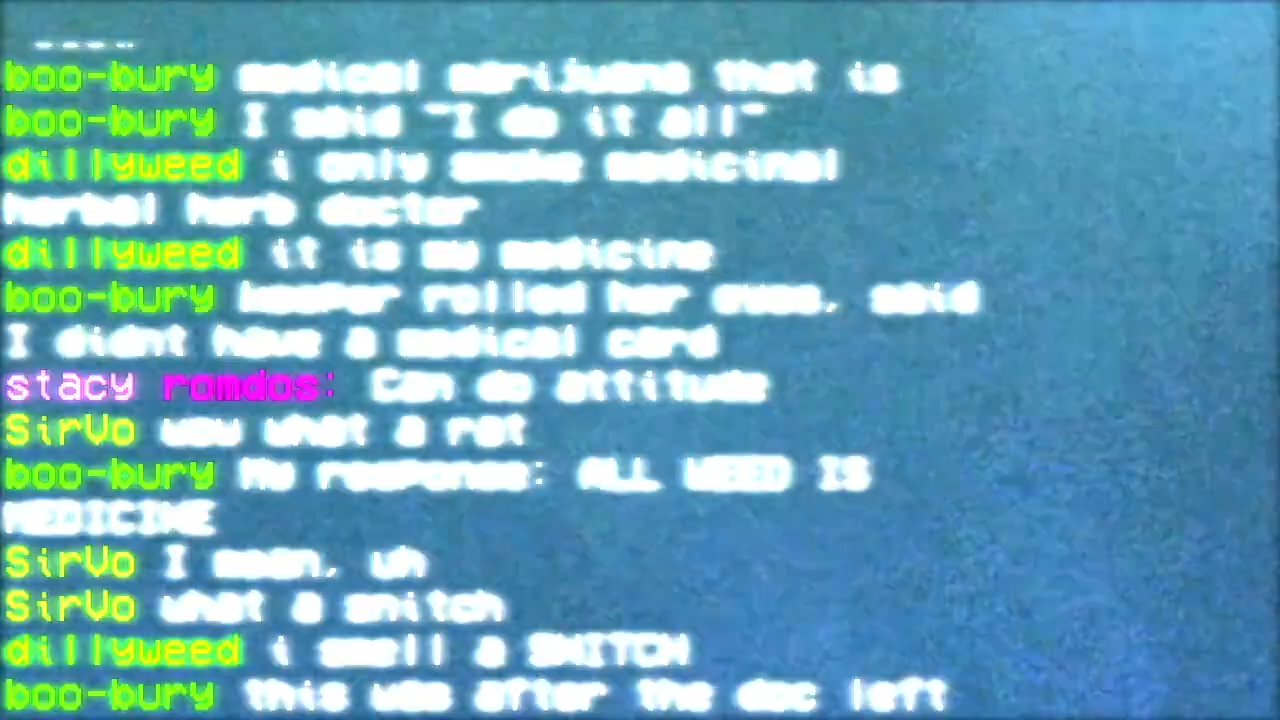 boo-bury medical marijuana that is
boo-bury I said "I do it all"
dillyweed i only smoke medicinal
herbal herb doctor
dillyweed it is my medicine
boo-bury keeper rolled her eyes, said
I didnt have a medical card
stacy ramdos: Can do attitude
SirVo wow what a rat
boo-bury My response: ALL WEED IS
MEDICINE
SirVo I mean, uh
SirVo what a snitch
dillyweed i smell a SNITCH
boo-bury this was after the doc left